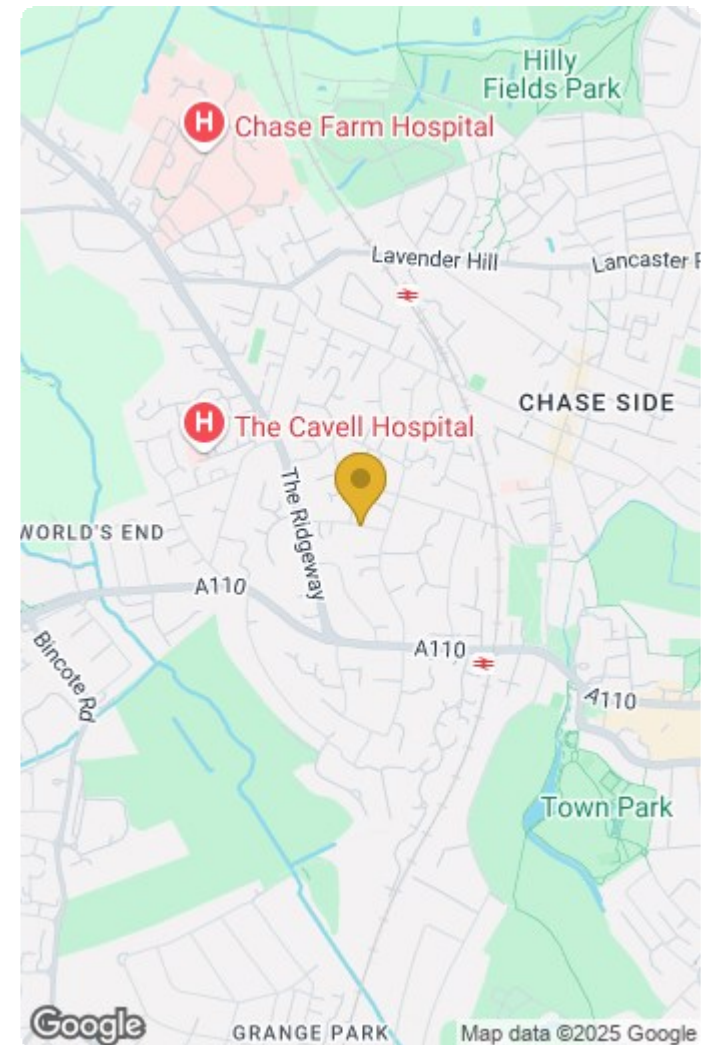 Hilly
Fields Park
H
Chase Farm Hospital
Lavender Hill
Lancaster
CHASE SIDE
H
The Cavell Hospital
The Ridgeway
WORLD'S END
A110
A110
Bincote Rd
A110
Town Park
Google
GRANGE PARK
Map data ©2025 Google